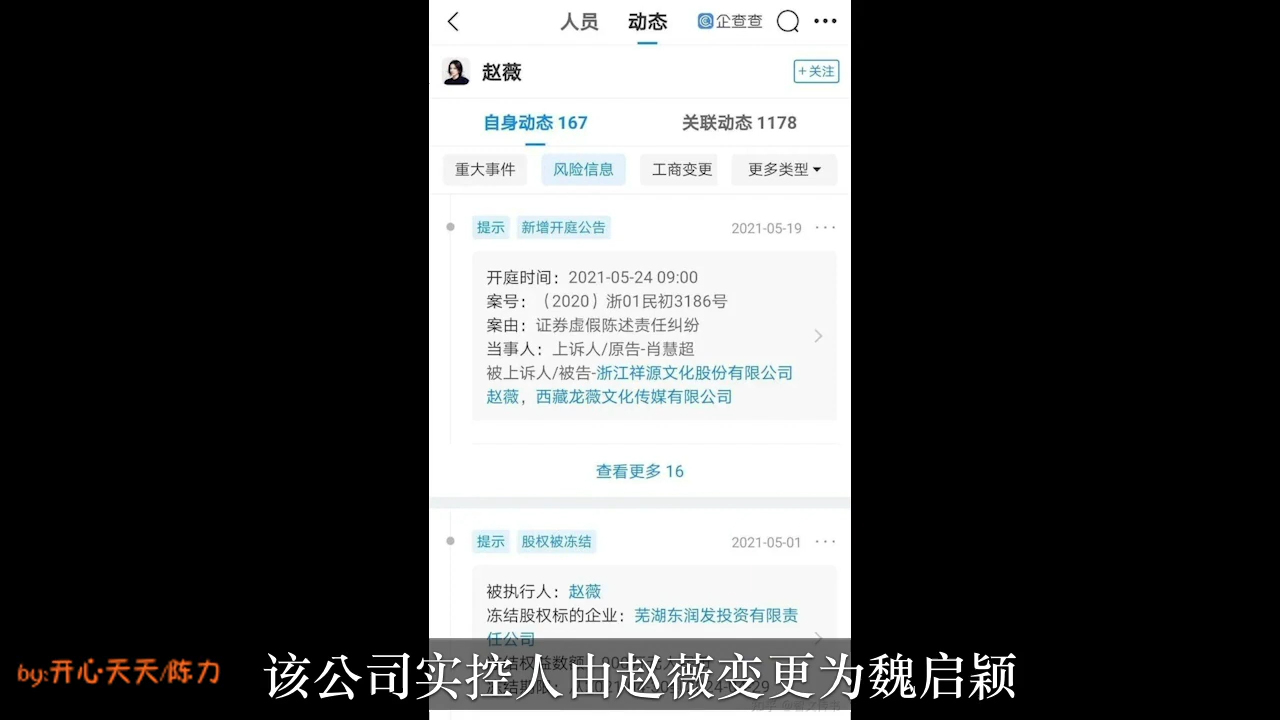 人员 动态 企查查
赵薇 +关注
自身动态 167 关联动态 1178
重大事件 风险信息 工商变更 更多类型
提示 新增开庭公告 2021-05-19
开庭时间：2021-05-24 09:00
案号：（2020）浙01民初3186号
案由：证券虚假陈述责任纠纷
当事人：上诉人/原告-肖慧超
被上诉人/被告-浙江祥源文化股份有限公司
赵薇，西藏龙薇文化传媒有限公司
查看更多 16
提示 股权被冻结 2021-05-01
被执行人：赵薇
冻结股权标的企业：芜湖东润发投资有限责
任公司
by:开心天天/陈力
该公司实控人由赵薇变更为魏启颖